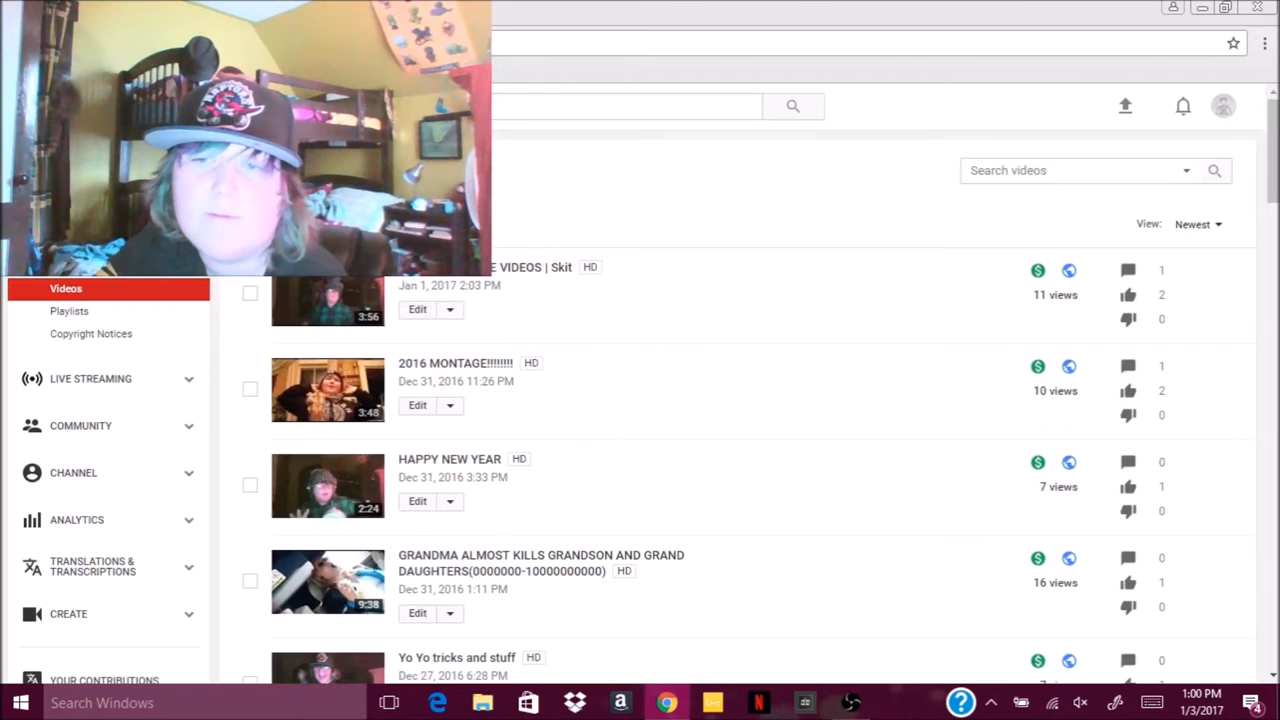 RAPTORS
Search videos
View: Newest
E VIDEOS | Skit HD
Jan 1, 2017 2:03 PM
Edit
3:56
11 views
1
2
0
Videos
Playlists
Copyright Notices
LIVE STREAMING
COMMUNITY
CHANNEL
ANALYTICS
TRANSLATIONS &
TRANSCRIPTIONS
CREATE
YOUR CONTRIBUTIONS
2016 MONTAGE!!!!!!!! HD
Dec 31, 2016 11:26 PM
Edit
3:48
10 views
1
2
0
HAPPY NEW YEAR HD
Dec 31, 2016 3:33 PM
Edit
2:24
7 views
0
1
0
GRANDMA ALMOST KILLS GRANDSON AND GRAND
DAUGHTERS(0000000-10000000000) HD
Dec 31, 2016 1:11 PM
Edit
9:38
16 views
0
1
0
Yo Yo tricks and stuff HD
Dec 27, 2016 6:28 PM
0
Search Windows
1:00 PM
1/3/2017
4